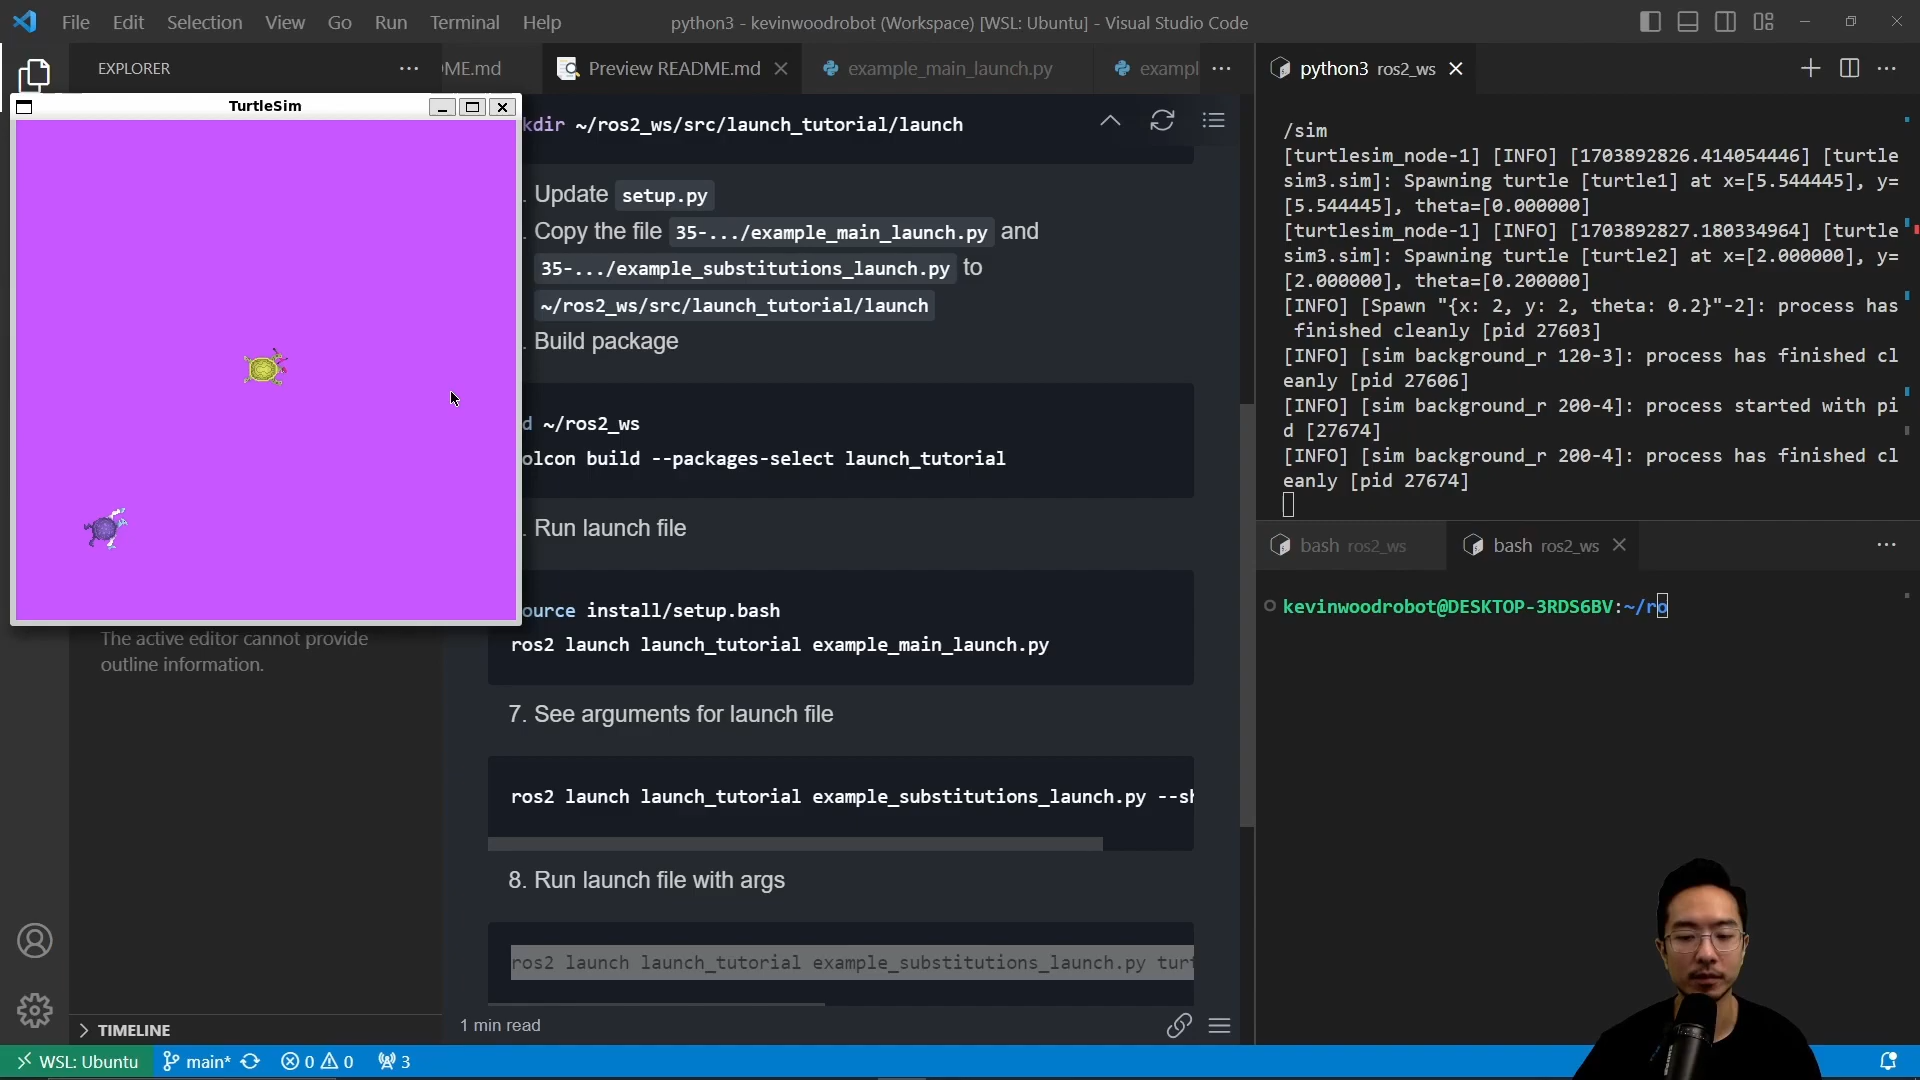 File Edit Selection View Go Run Terminal Help
python3 - kevinwoodrobot (Workspace) [WSL: Ubuntu] - Visual Studio Code
EXPLORER
ME.md
Preview README.md
example_main_launch.py
exampl
TurtleSim
kdir ~/ros2_ws/src/launch_tutorial/launch
. Update setup.py
. Copy the file 35-.../example_main_launch.py and
35-.../example_substitutions_launch.py to
~/ros2_ws/src/launch_tutorial/launch
. Build package
d ~/ros2_ws
olcon build --packages-select launch_tutorial
. Run launch file
ource install/setup.bash
ros2 launch launch_tutorial example_main_launch.py
7. See arguments for launch file
ros2 launch launch_tutorial example_substitutions_launch.py --sh
8. Run launch file with args
ros2 launch launch_tutorial example_substitutions_launch.py turt
1 min read
The active editor cannot provide
outline information.
TIMELINE
python3 ros2_ws
/sim
[turtlesim_node-1] [INFO] [1703892826.414054446] [turtle
sim3.sim]: Spawning turtle [turtle1] at x=[5.544445], y=
[5.544445], theta=[0.000000]
[turtlesim_node-1] [INFO] [1703892827.180334964] [turtle
sim3.sim]: Spawning turtle [turtle2] at x=[2.000000], y=
[2.000000], theta=[0.200000]
[INFO] [Spawn "{x: 2, y: 2, theta: 0.2}"-2]: process has
finished cleanly [pid 27603]
[INFO] [sim background_r 120-3]: process has finished cl
eanly [pid 27606]
[INFO] [sim background_r 200-4]: process started with pi
d [27674]
[INFO] [sim background_r 200-4]: process has finished cl
eanly [pid 27674]
bash ros2_ws
bash ros2_ws
kevinwoodrobot@DESKTOP-3RDS6BV:~/ro
WSL: Ubuntu main* 0 0 3